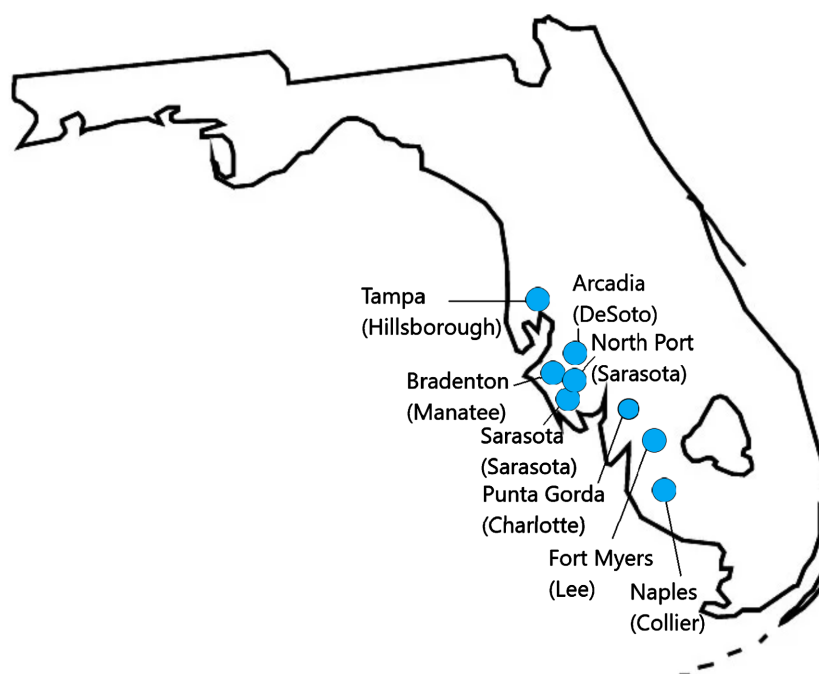 Tampa
(Hillsborough)
Arcadia
(DeSoto)
North Port
(Sarasota)
Bradenton
(Manatee)
Sarasota
(Sarasota)
Punta Gorda
(Charlotte)
Fort Myers
(Lee)
Naples
(Collier)